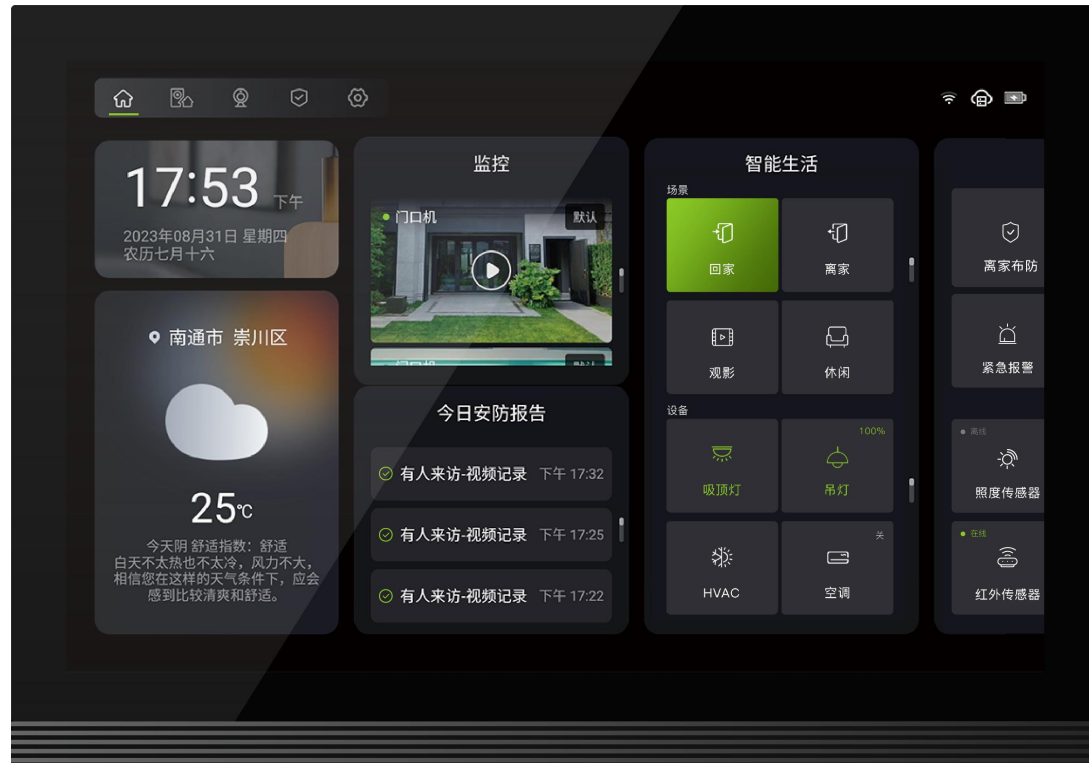 17:53 下午
2023年08月31日 星期四
农历七月十六
南通市 崇川区
25℃
今天阴 舒适指数：舒适
白天不太热也不太冷，风力不大，
相信您在这样的天气条件下，应会
感到比较清爽和舒适。
监控
门口机 默认
门口机 默认
今日安防报告
有人来访-视频记录 下午 17:32
有人来访-视频记录 下午 17:25
有人来访-视频记录 下午 17:22
智能生活
场景
回家 离家
观影 休闲
设备
100%
吸顶灯 吊灯
关
HVAC 空调
离家布防
紧急报警
离线
照度传感器
在线
红外传感器